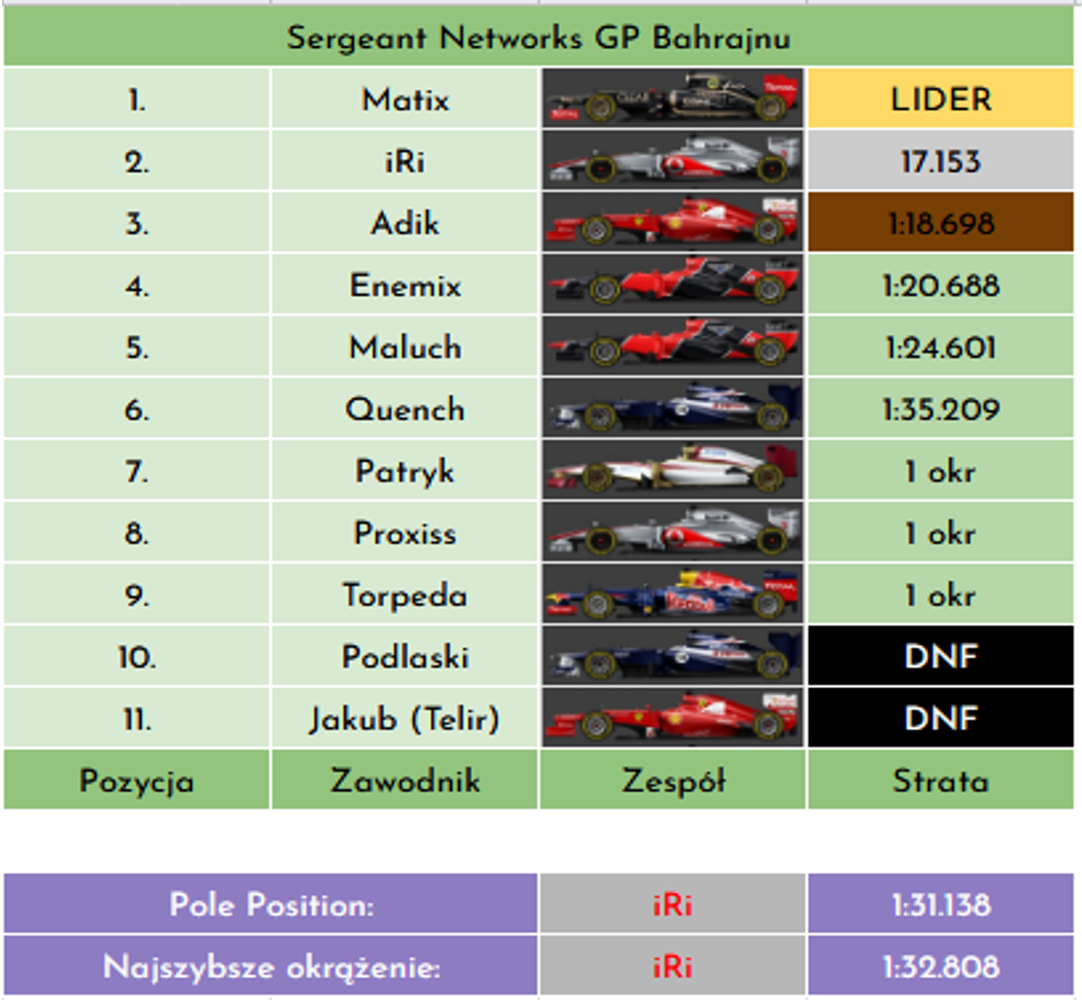 Sergeant Networks GP Bahrajnu
1. Matix LIDER
2. iRi 17.153
3. Adik 1:18.698
4. Enemix 1:20.688
5. Maluch 1:24.601
6. Quench 1:35.209
7. Patryk 1 okr
8. Proxiss 1 okr
9. Torpeda 1 okr
10. Podlaski DNF
11. Jakub (Telir) DNF
Pozycja Zawodnik Zespół Strata
Pole Position: iRi 1:31.138
Najszybsze okrążenie: iRi 1:32.808